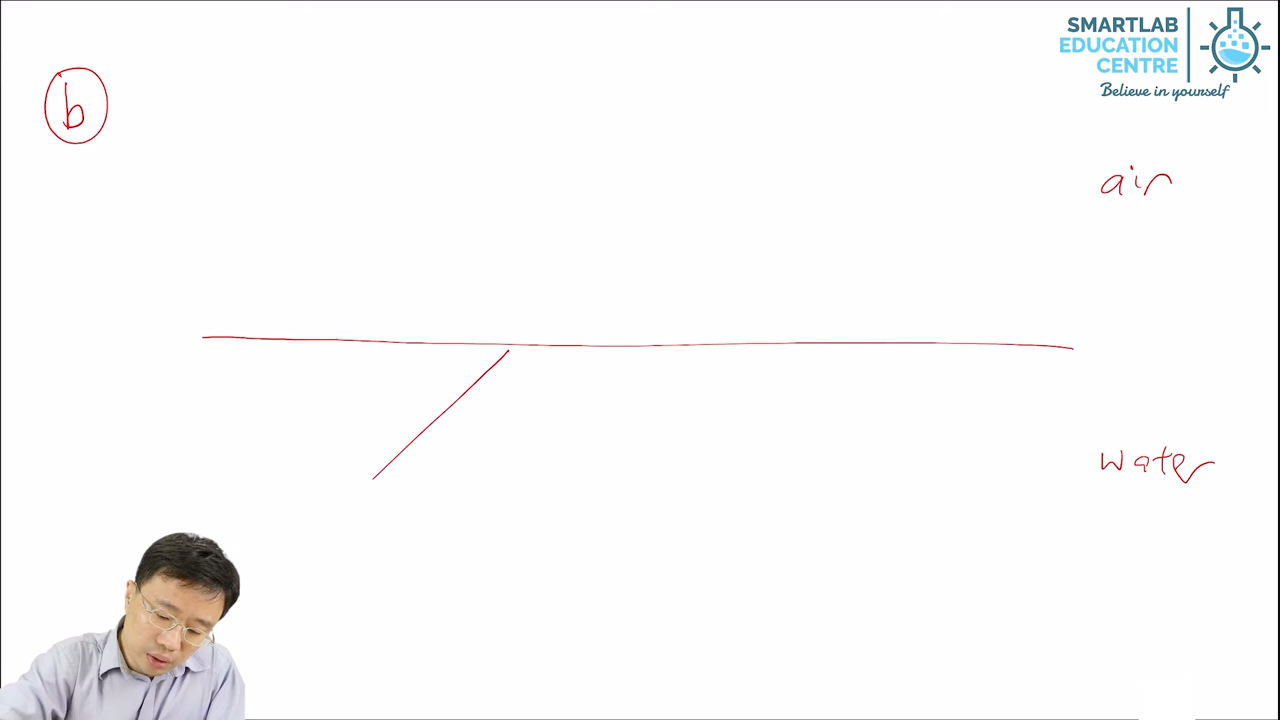 SMARTLAB
EDUCATION
CENTRE
Believe in yourself
b
air
water